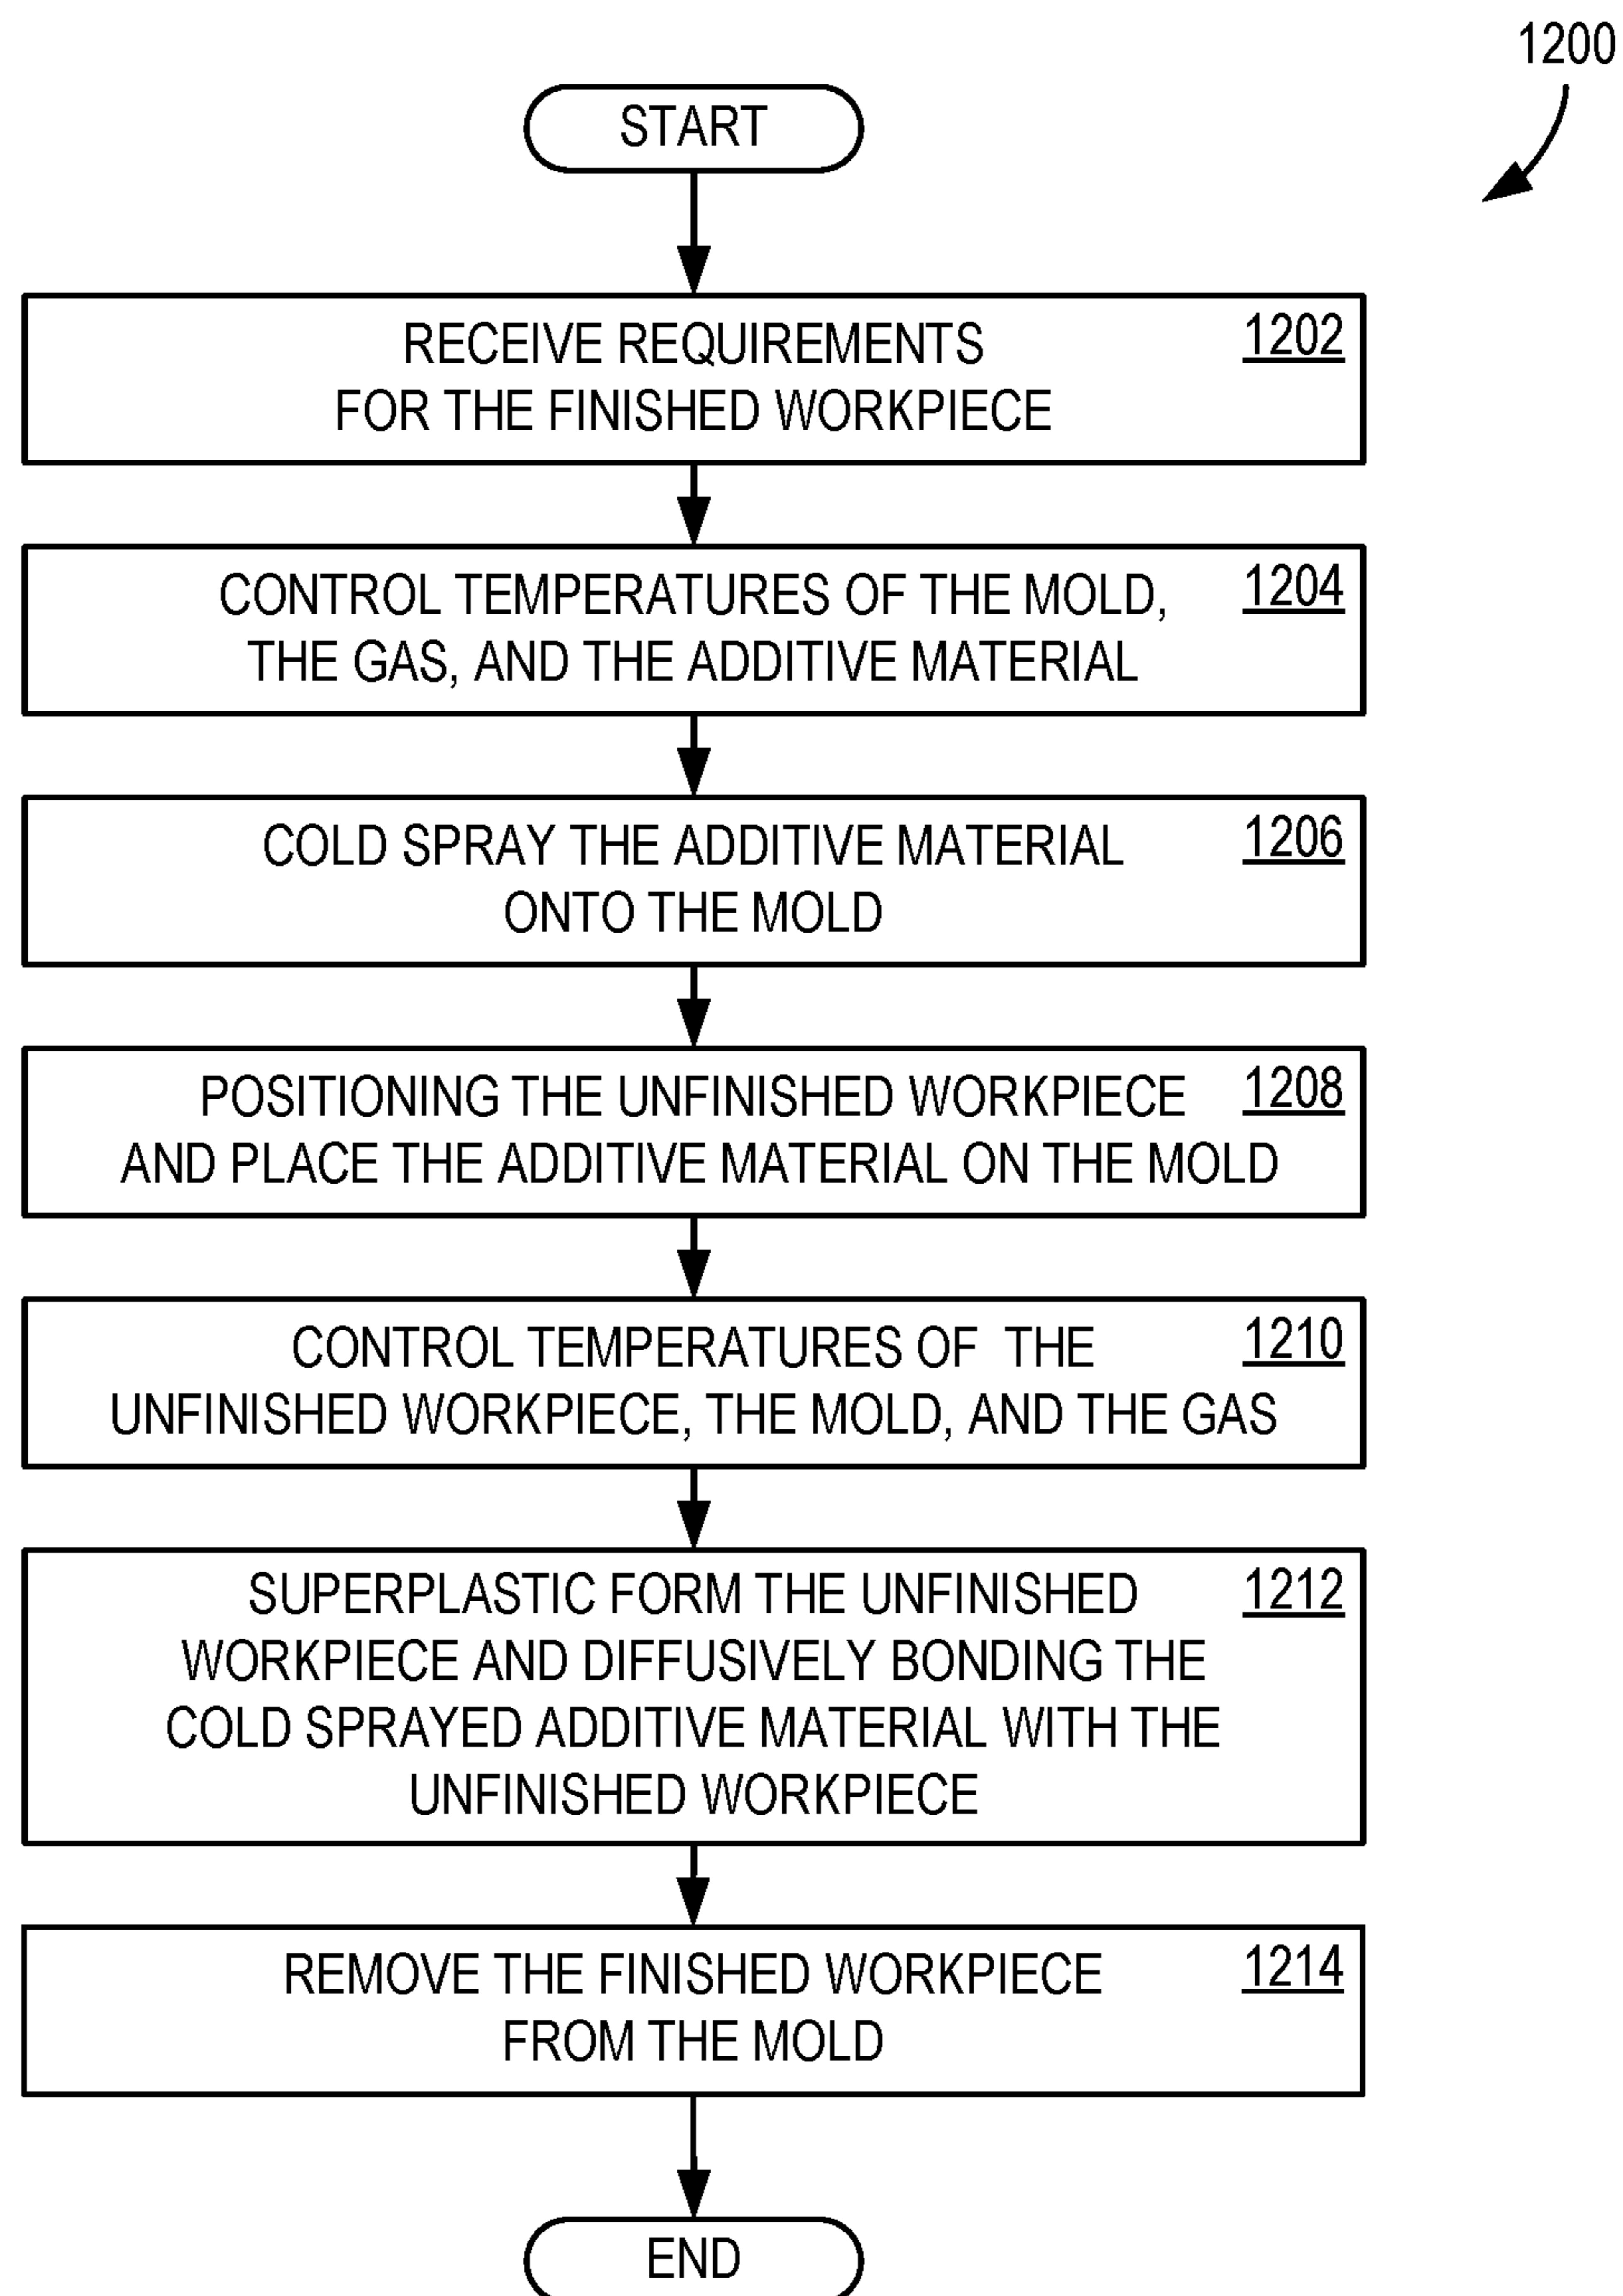 1200
START
RECEIVE REQUIREMENTS
1202
FOR THE FINISHED WORKPIECE
CONTROL TEMPERATURES OF THE MOLD,
1204
THE GAS, AND THE ADDITIVE MATERIAL
COLD SPRAY THE ADDITIVE MATERIAL
1206
ONTO THE MOLD
POSITIONING THE UNFINISHED WORKPIECE
1208
AND PLACE THE ADDITIVE MATERIAL ON THE MOLD
CONTROL TEMPERATURES OF THE
1210
UNFINISHED WORKPIECE, THE MOLD, AND THE GAS
SUPERPLASTIC FORM THE UNFINISHED
1212
WORKPIECE AND DIFFUSIVELY BONDING THE
COLD SPRAYED ADDITIVE MATERIAL WITH THE
UNFINISHED WORKPIECE
REMOVE THE FINISHED WORKPIECE
1214
FROM THE MOLD
END